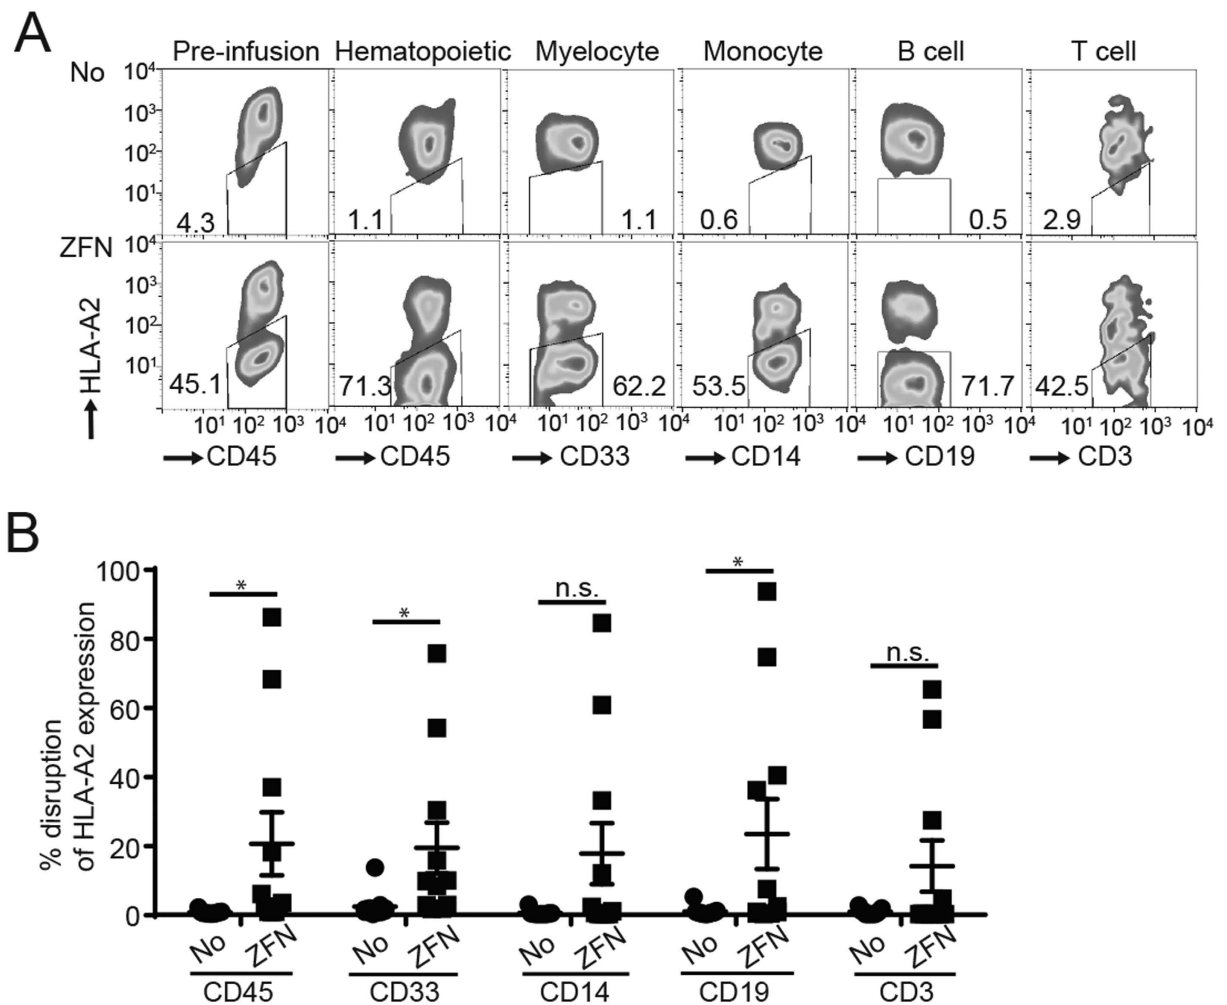 A
Pre-infusion Hematopoietic Myelocyte Monocyte B cell T cell
No
10⁴
10³
10²
10¹
4.3 1.1 1.1 0.6 0.5 2.9
ZFN
10⁴
10³
10²
10¹
HLA-A2
45.1 71.3 62.2 53.5 71.7 42.5
10¹ 10² 10³ 10⁴ 10¹ 10² 10³ 10⁴ 10¹ 10² 10³ 10⁴ 10¹ 10² 10³ 10⁴ 10¹ 10² 10³ 10⁴ 10¹ 10² 10³ 10⁴
CD45 CD45 CD33 CD14 CD19 CD3
B
% disruption
of HLA-A2 expression
100
80
60
40
20
0
* * n.s. * n.s.
No ZFN No ZFN No ZFN No ZFN No ZFN
CD45 CD33 CD14 CD19 CD3